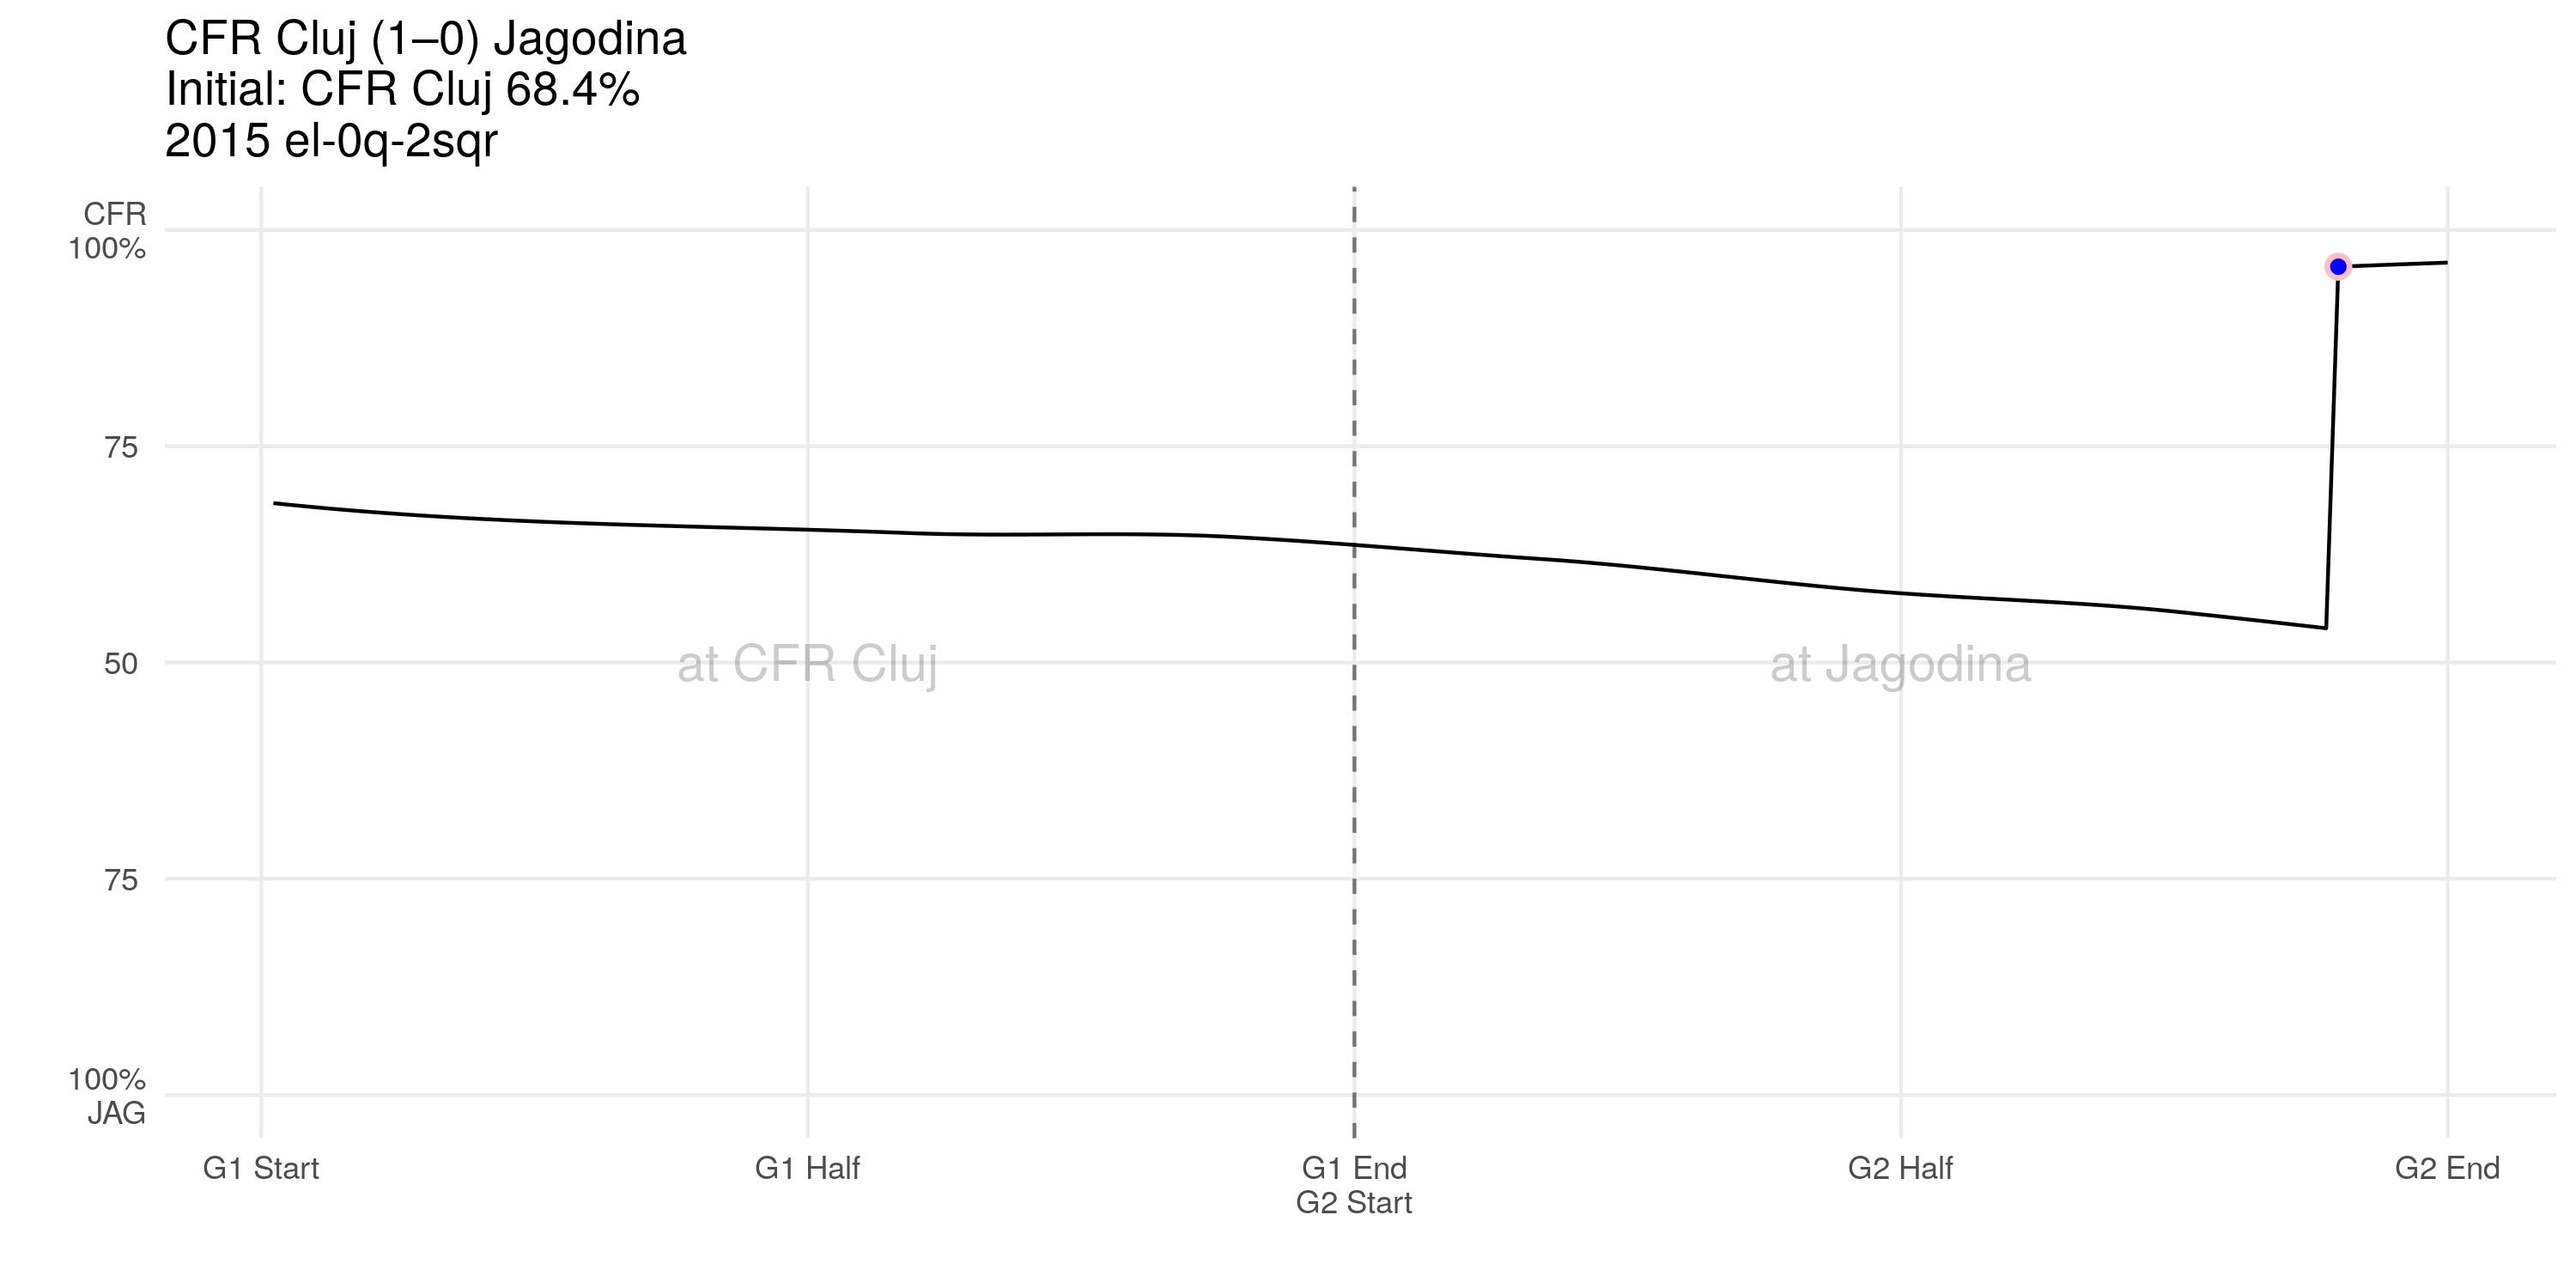 CFR Cluj (1–0) Jagodina
Initial: CFR Cluj 68.4%
2015 el-0q-2sqr
CFR
100%
75
50
75
100%
JAG
at CFR Cluj
at Jagodina
G1 Start
G1 Half
G1 End
G2 Start
G2 Half
G2 End